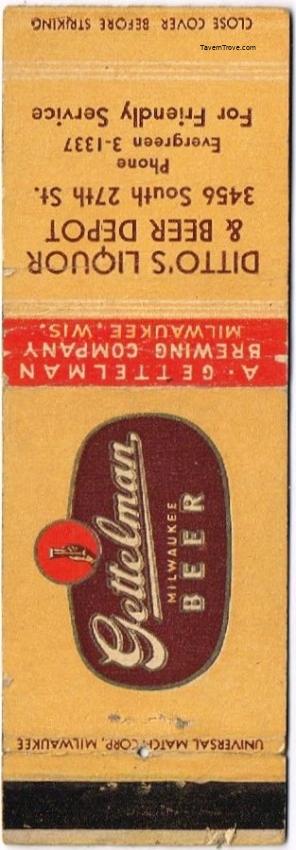 CLOSE COVER BEFORE STRIKING
TavernTrove.com
DITTO'S LIQUOR
& BEER DEPOT
3456 South 27th St.
Phone
Evergreen 3-1337
For Friendly Service
A. GETTELMAN
BREWING COMPANY
MILWAUKEE, WIS.
Gettelman
MILWAUKEE
BEER
UNIVERSAL MATCH CORP., MILWAUKEE